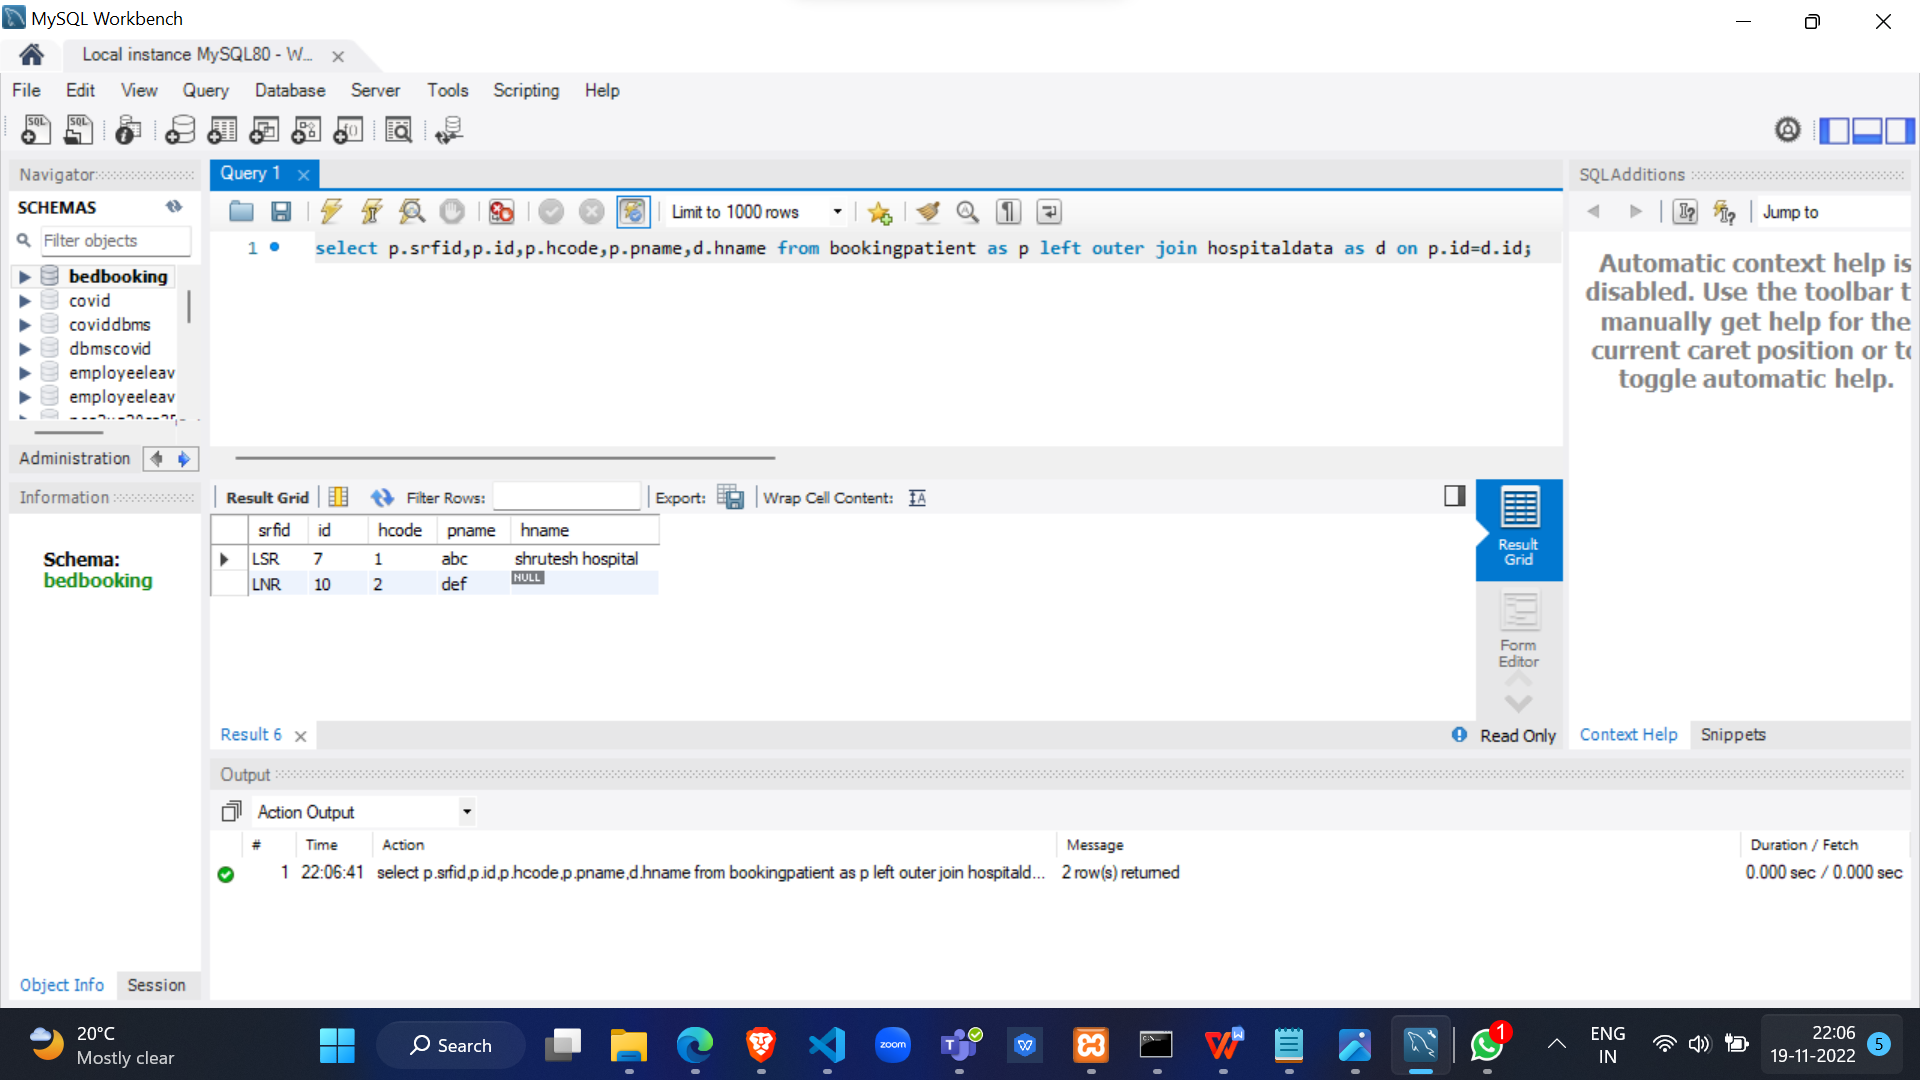 MySQL Workbench
Local instance MySQL80 - W...
File Edit View Query Database Server Tools Scripting Help
Navigator
SCHEMAS
Filter objects
bedbooking
covid
coviddbms
dbmscovid
employeeleav
employeeleav
Administration
Information
Schema:
bedbooking
Object Info Session
Query 1
Limit to 1000 rows
1 select p.srfid,p.id,p.hcode,p.pname,d.hname from bookingpatient as p left outer join hospitaldata as d on p.id=d.id;
Result Grid Filter Rows: Export: Wrap Cell Content:
srfid id hcode pname hname
LSR 7 1 abc shrutesh hospital
LNR 10 2 def NULL
Result
Grid
Form
Editor
Result 6
Read Only
SQLAdditions
Jump to
Automatic context help is
disabled. Use the toolbar t
manually get help for the
current caret position or to
toggle automatic help.
Context Help Snippets
Output
Action Output
# Time Action Message Duration / Fetch
1 22:06:41 select p.srfid,p.id,p.hcode,p.pname,d.hname from bookingpatient as p left outer join hospitald... 2 row(s) returned 0.000 sec / 0.000 sec
20°C
Mostly clear
Search
zoom
1
ENG
IN
22:06
19-11-2022
5